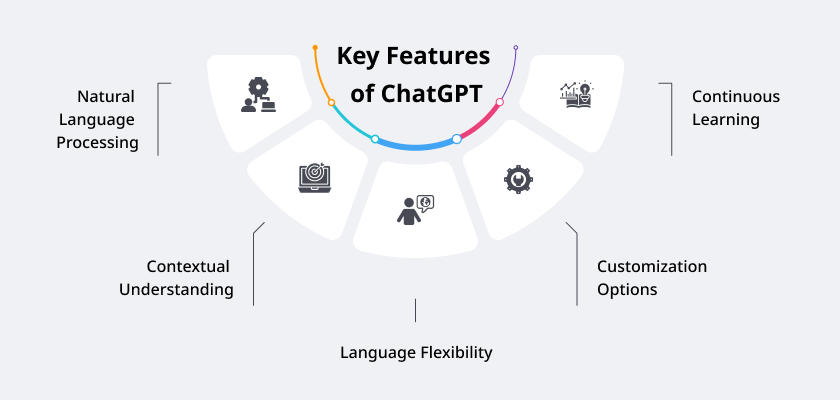 Key Features
of ChatGPT
Natural
Language
Processing
Contextual
Understanding
Language Flexibility
Customization
Options
Continuous
Learning